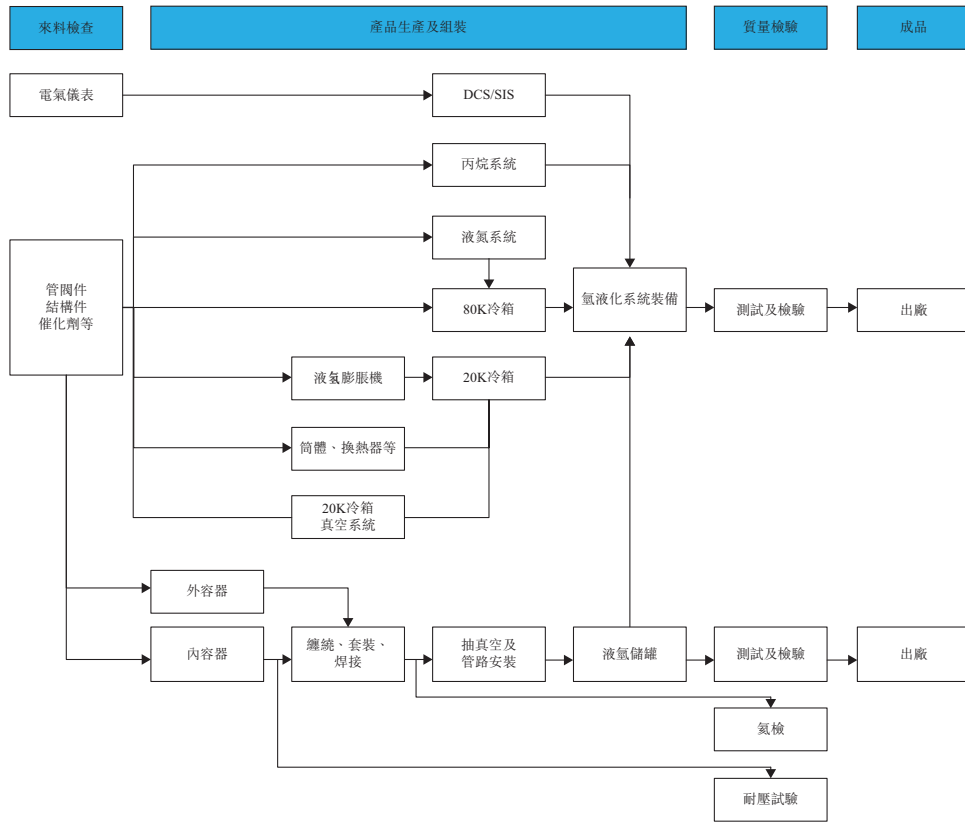 來料檢查
產品生產及組裝
質量檢驗
成品
電氣儀表
DCS/SIS
丙烷系統
液氮系統
管閥件
結構件
催化劑等
80K冷箱
氫液化系統裝備
測試及檢驗
出廠
液氫膨脹機
20K冷箱
筒體、換熱器等
20K冷箱
真空系統
外容器
內容器
纏繞、套裝、
焊接
抽真空及
管路安裝
液氫儲罐
測試及檢驗
出廠
氦檢
耐壓試驗